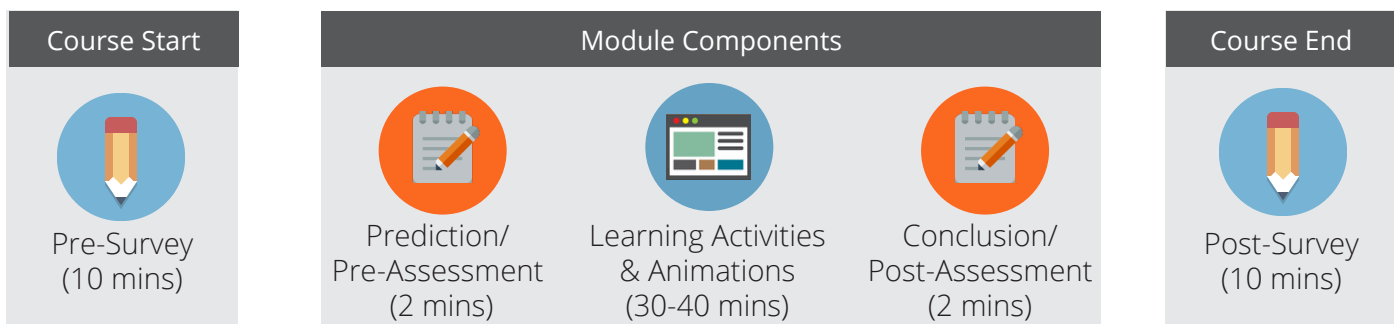 Course Start
Pre-Survey
(10 mins)
Module Components
Prediction/
Pre-Assessment
(2 mins)
Learning Activities
& Animations
(30-40 mins)
Conclusion/
Post-Assessment
(2 mins)
Course End
Post-Survey
(10 mins)